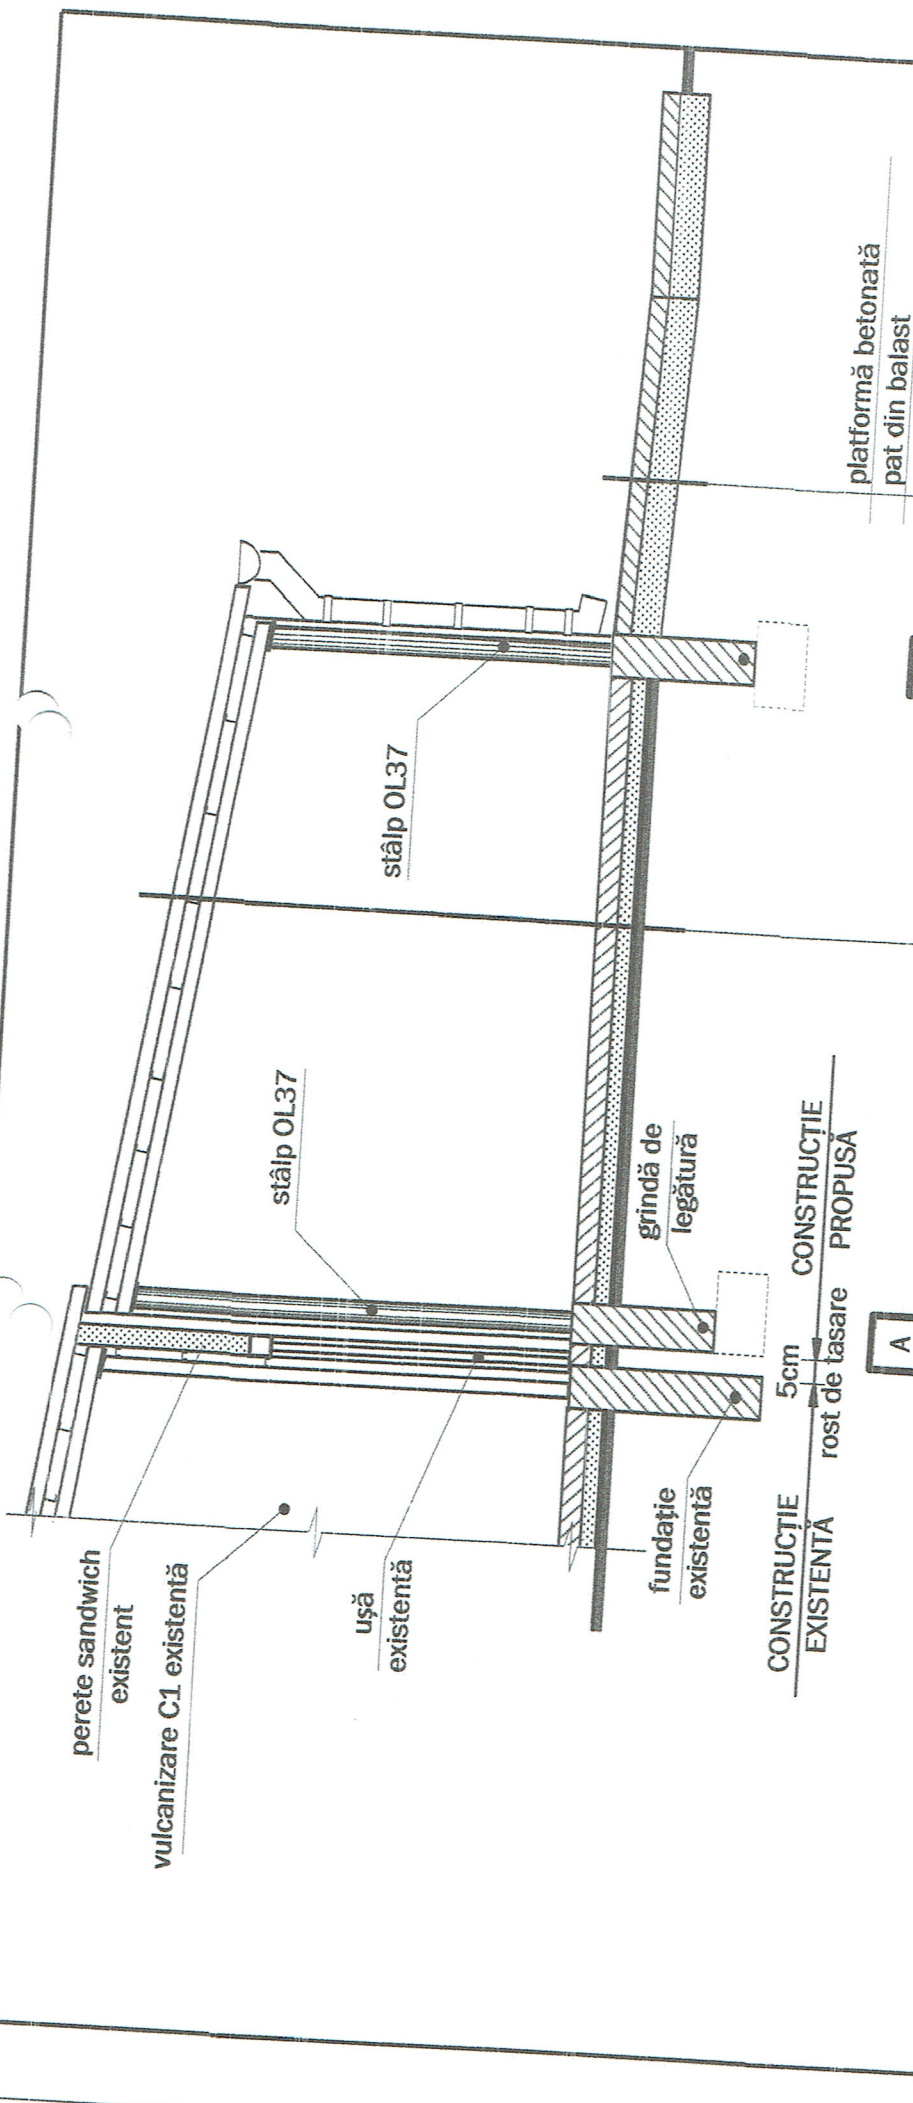 perete sandwich
existent
vulcanizare C1 existentă
ușă
existentă
stâlp OL37
stâlp OL37
fundație
existentă
grindă de
legătură
CONSTRUCȚIE
EXISTENTĂ
5cm
rost de tasare
CONSTRUCȚIE
PROPUSĂ
platformă betonată
pat din balast
A